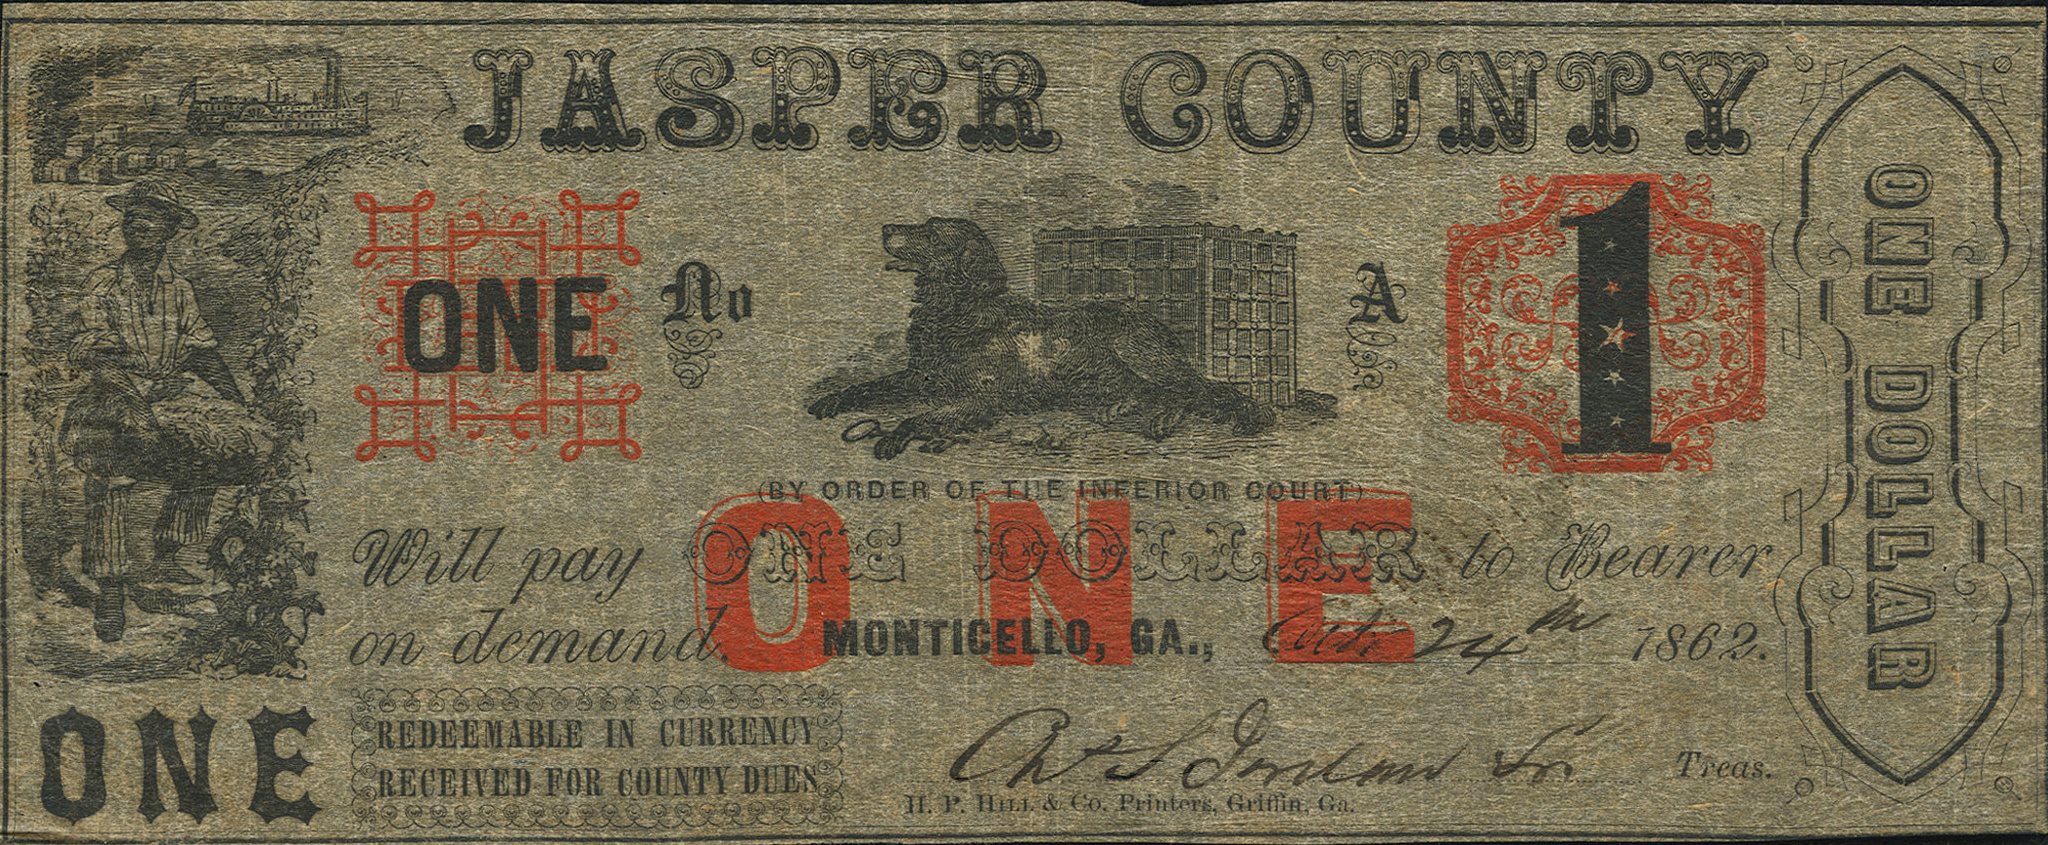 JASPER COUNTY
ONE
No
A
1
(BY ORDER OF THE INFERIOR COURT)
ONE
Will pay ONE DOLLAR to Bearer
on demand. MONTICELLO, GA., 24th 1862.
ONE
REDEEMABLE IN CURRENCY
RECEIVED FOR COUNTY DUES
Jordan Treas.
H. P. HILL & Co. Printers, Griffin, Ga.
ONE DOLLAR